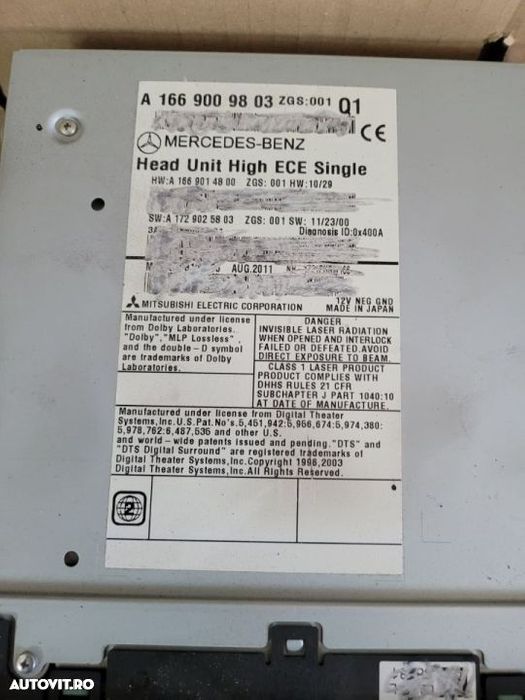 A 166 900 98 03 ZGS:001 Q1
CE
MERCEDES-BENZ
Head Unit High ECE Single
HW:A 166 901 48 00 ZGS: 001 HW:10/29
SW:A 172 902 58 03 ZGS: 001 SW: 11/23/00
Diagnosis ID:0x400A
AUG.2011
MITSUBISHI ELECTRIC CORPORATION
12V NEG GND
MADE IN JAPAN
Manufactured under license
from Dolby Laboratories.
"Dolby", "MLP Lossless",
and the double-D symbol
are trademarks of Dolby
Laboratories.
DANGER
INVISIBLE LASER RADIATION
WHEN OPENED AND INTERLOCK
FAILED OR DEFEATED.AVOID
DIRECT EXPOSURE TO BEAM.
CLASS 1 LASER PRODUCT
PRODUCT COMPLIES WITH
DHHS RULES 21 CFR
SUBCHAPTER J PART 1040:10
AT DATE OF MANUFACTURE.
Manufactured under license from Digital Theater
Systems,Inc.U.S.Pat.No's.5,451,942;5,956,674;5,974,380;
5,978,762;6,487,535 and other U.S.
and world-wide patents issued and pending."DTS" and
"DTS Digital Surround" are registered trademarks of
Digital Theater Systems,Inc.Copyright 1996,2003
Digital Theater Systems,Inc.All Rights Reserved.
2
AUTOVIT.RO